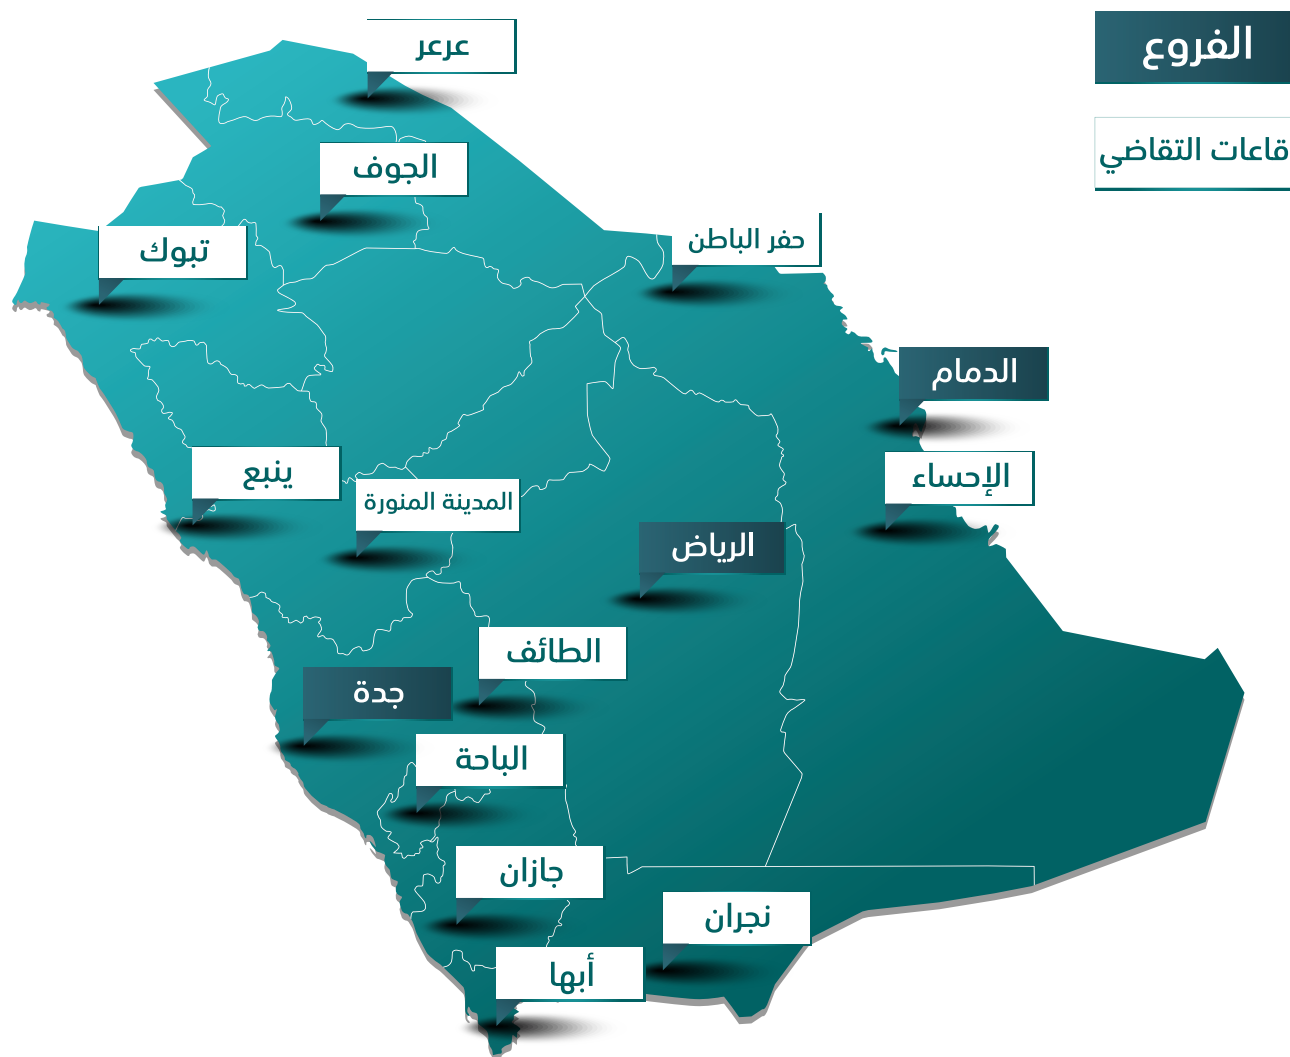 الفروع
قاعات التقاضي
عرعر
الجوف
تبوك
حفر الباطن
الدمام
الإحساء
ينبع
المدينة المنورة
الرياض
الطائف
جدة
الباحة
جازان
نجران
أبها